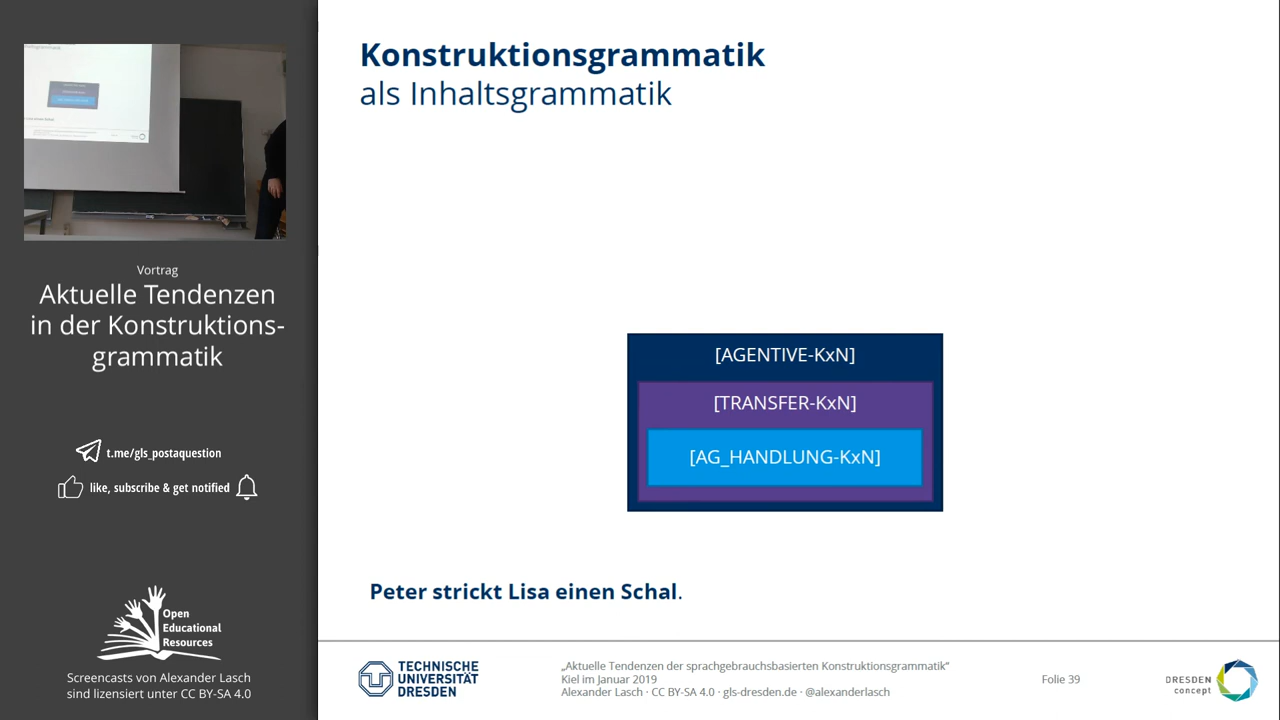 Vortrag
Aktuelle Tendenzen
in der Konstruktions-
grammatik
t.me/gls_postaquestion
like, subscribe & get notified
Open
Educational
Resources
Screencasts von Alexander Lasch
sind lizensiert unter CC BY-SA 4.0
Konstruktionsgrammatik
als Inhaltsgrammatik
[AGENTIVE-KxN]
[TRANSFER-KxN]
[AG_HANDLUNG-KxN]
Peter strickt Lisa einen Schal.
TECHNISCHE
UNIVERSITÄT
DRESDEN
„Aktuelle Tendenzen der sprachgebrauchsbasierten Konstruktionsgrammatik“
Kiel im Januar 2019
Alexander Lasch · CC BY-SA 4.0 · gls-dresden.de · @alexanderlasch
Folie 39
DRESDEN
concept